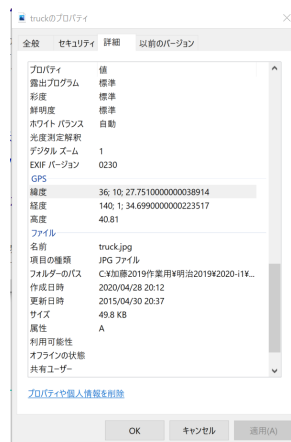 truckのプロパティ
全般 セキュリティ 詳細 以前のバージョン
プロパティ 値
露出プログラム 標準
彩度 標準
鮮明度 標準
ホワイト バランス 自動
光度測定解釈
デジタル ズーム 1
EXIF バージョン 0230
GPS
緯度 36; 10; 27.7510000000038914
経度 140; 1; 34.6990000000223517
高度 40.81
ファイル
名前 truck.jpg
項目の種類 JPG ファイル
フォルダーのパス C:¥加藤2019作業用¥明治2019¥2020-i1¥...
作成日時 2020/04/28 20:12
更新日時 2015/04/30 20:37
サイズ 49.8 KB
属性 A
利用可能性
オフラインの状態
共有ユーザー
プロパティや個人情報を削除
OK キャンセル 適用(A)